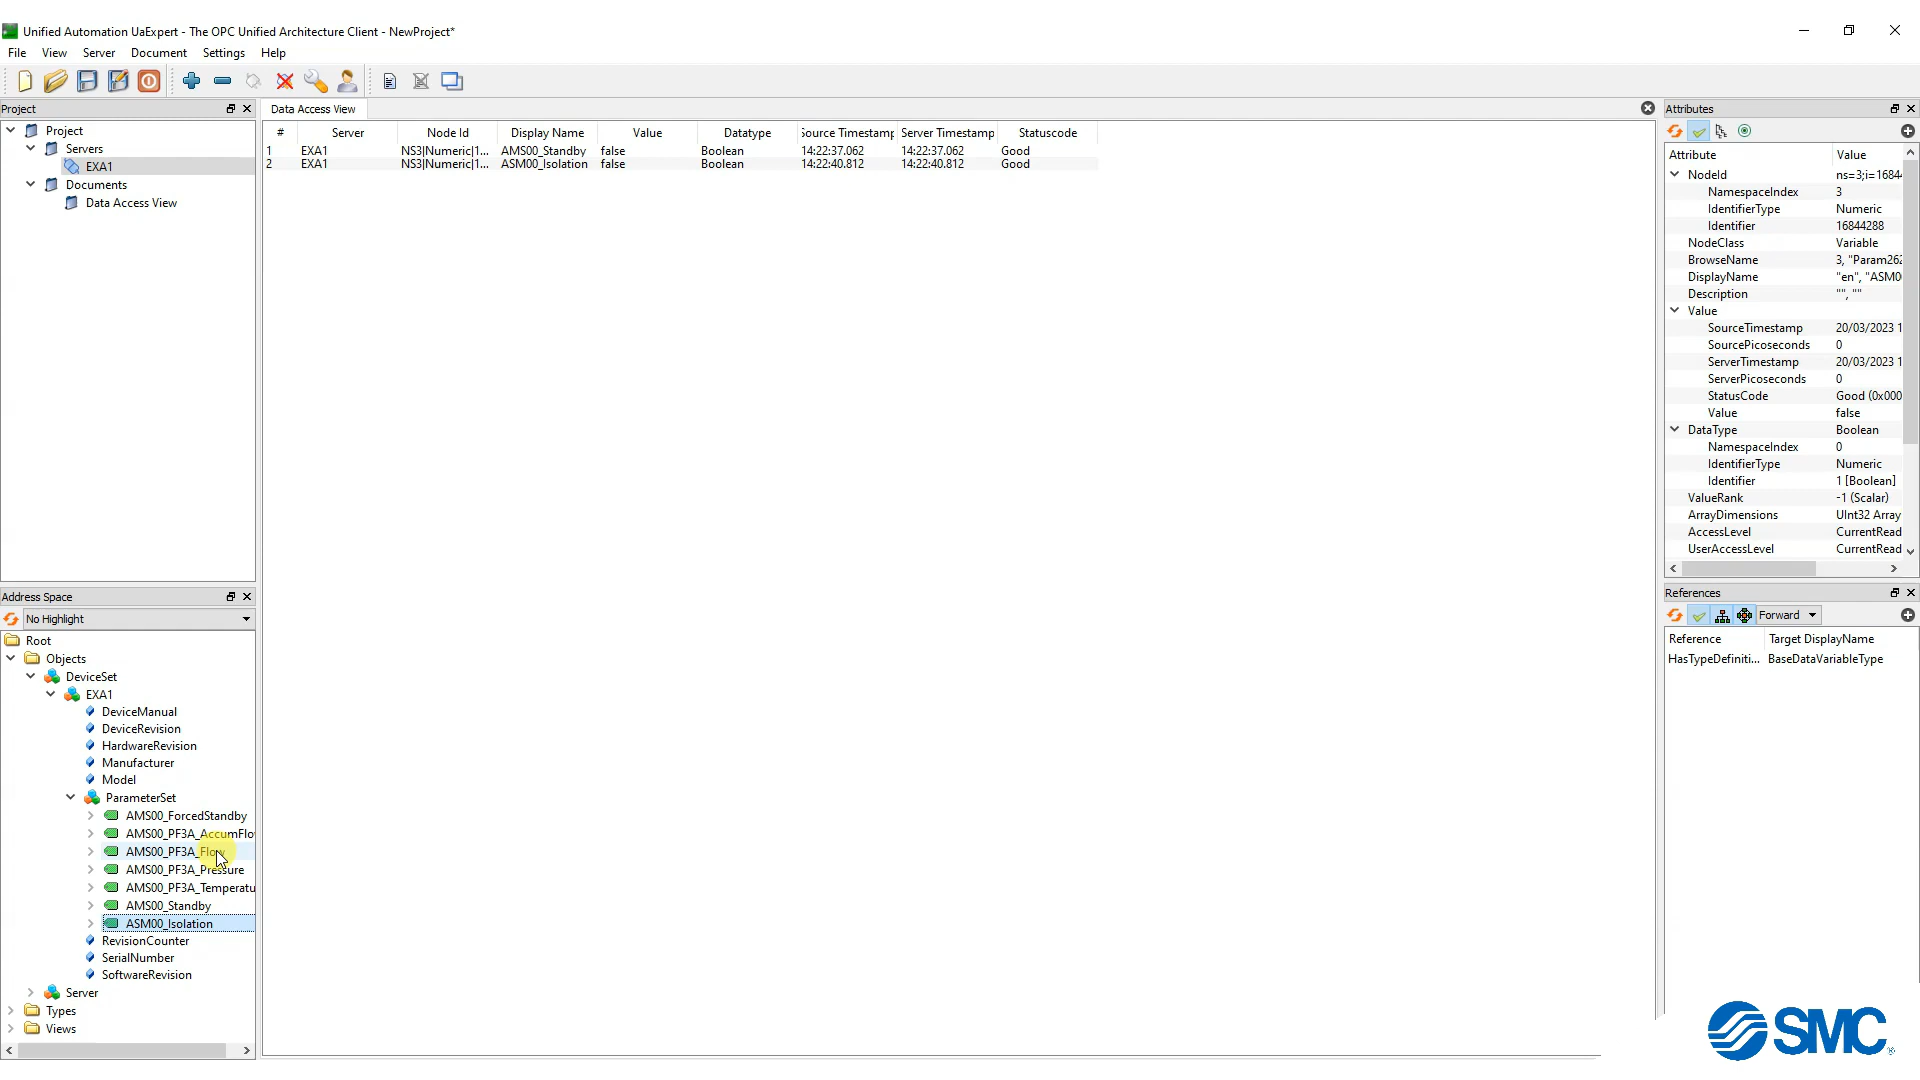 Unified Automation UaExpert - The OPC Unified Architecture Client - NewProject*
File View Server Document Settings Help
Project
Project
Servers
EXA1
Documents
Data Access View
Data Access View
# Server Node Id Display Name Value Datatype Source Timestamp Server Timestamp Statuscode
1 EXA1 NS3|Numeric|1... AMS00_Standby false Boolean 14:22:37.062 14:22:37.062 Good
2 EXA1 NS3|Numeric|1... ASM00_Isolation false Boolean 14:22:40.812 14:22:40.812 Good
Attributes
Attribute Value
NodeId ns=3;i=1684
NamespaceIndex 3
IdentifierType Numeric
Identifier 16844288
NodeClass Variable
BrowseName 3, "Param262
DisplayName "en", "ASM0
Description "", ""
Value
SourceTimestamp 20/03/2023 1
SourcePicoseconds 0
ServerTimestamp 20/03/2023 1
ServerPicoseconds 0
StatusCode Good (0x000
Value false
DataType Boolean
NamespaceIndex 0
IdentifierType Numeric
Identifier 1 [Boolean]
ValueRank -1 (Scalar)
ArrayDimensions UInt32 Array
AccessLevel CurrentRead
UserAccessLevel CurrentRead
Address Space
No Highlight
Root
Objects
DeviceSet
EXA1
DeviceManual
DeviceRevision
HardwareRevision
Manufacturer
Model
ParameterSet
AMS00_ForcedStandby
AMS00_PF3A_AccumFlo
AMS00_PF3A_Flow
AMS00_PF3A_Pressure
AMS00_PF3A_Temperatu
AMS00_Standby
ASM00_Isolation
RevisionCounter
SerialNumber
SoftwareRevision
Server
Types
Views
References
Forward
Reference Target DisplayName
HasTypeDefiniti... BaseDataVariableType
SMC®